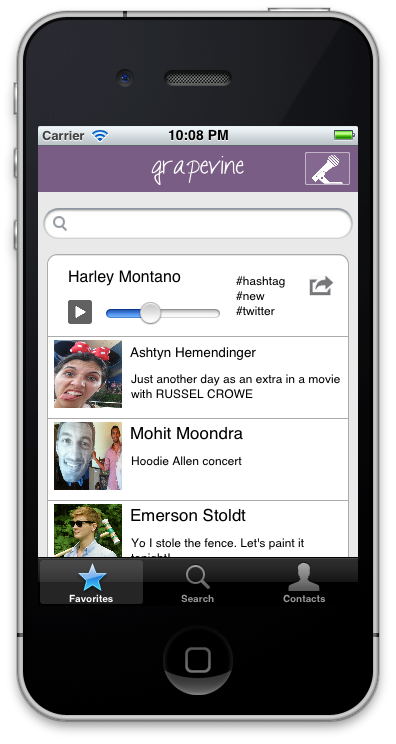 Carrier 10:08 PM
grapevine
Harley Montano
#hashtag
#new
#twitter
Ashtyn Hemendinger
Just another day as an extra in a movie
with RUSSEL CROWE
Mohit Moondra
Hoodie Allen concert
Emerson Stoldt
Yo I stole the fence. Let's paint it
tonight!
Favorites Search Contacts